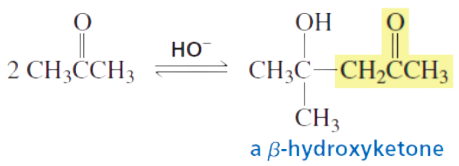 O OH O
HO⁻
2 CH₃CCH₃ ⇌ CH₃C—CH₂CCH₃
CH₃
a β-hydroxyketone